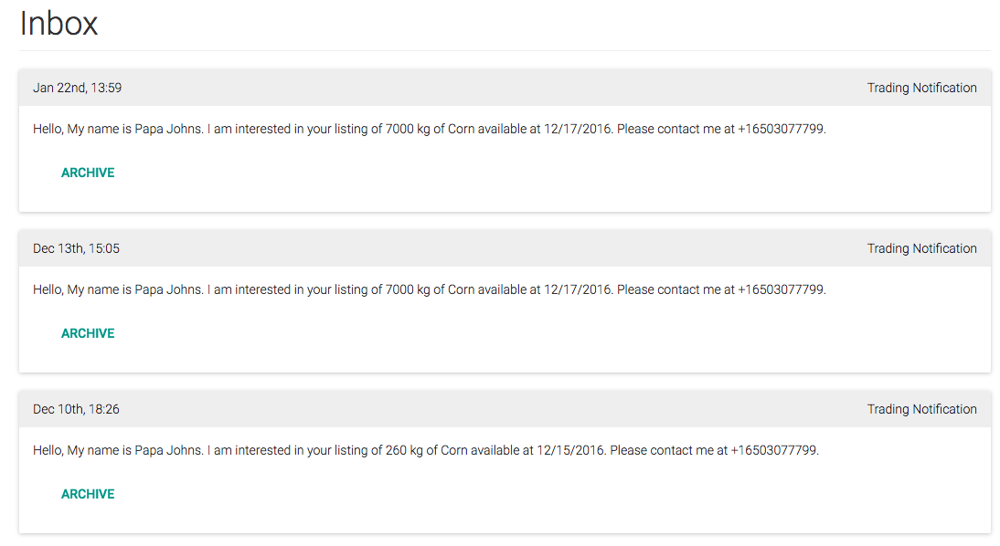 Inbox
Jan 22nd, 13:59 Trading Notification
Hello, My name is Papa Johns. I am interested in your listing of 7000 kg of Corn available at 12/17/2016. Please contact me at +16503077799.
ARCHIVE
Dec 13th, 15:05 Trading Notification
Hello, My name is Papa Johns. I am interested in your listing of 7000 kg of Corn available at 12/17/2016. Please contact me at +16503077799.
ARCHIVE
Dec 10th, 18:26 Trading Notification
Hello, My name is Papa Johns. I am interested in your listing of 260 kg of Corn available at 12/15/2016. Please contact me at +16503077799.
ARCHIVE